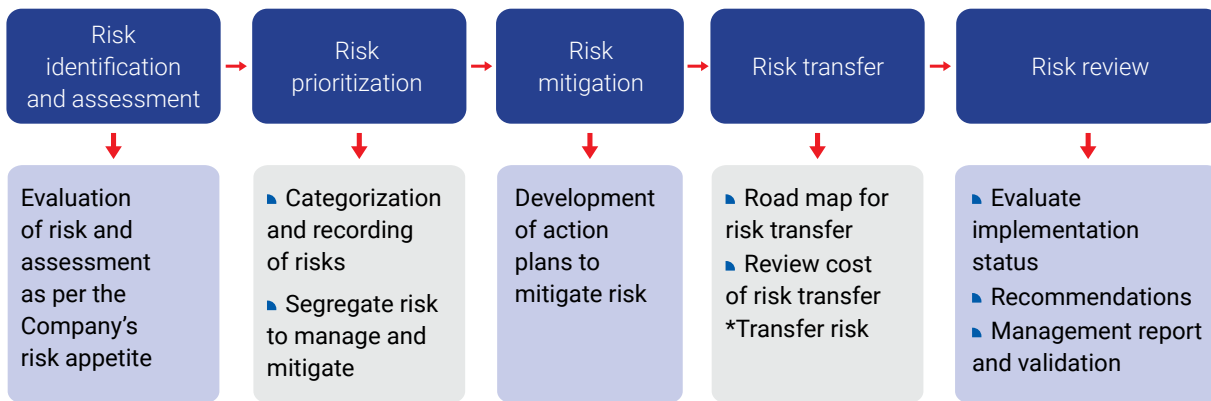 Risk
identification
and assessment
Risk
prioritization
Risk
mitigation
Risk transfer
Risk review
Evaluation
of risk and
assessment
as per the
Company’s
risk appetite
Categorization
and recording
of risks
Segregate risk
to manage and
mitigate
Development
of action
plans to
mitigate risk
Road map for
risk transfer
Review cost
of risk transfer
*Transfer risk
Evaluate
implementation
status
Recommendations
Management report
and validation